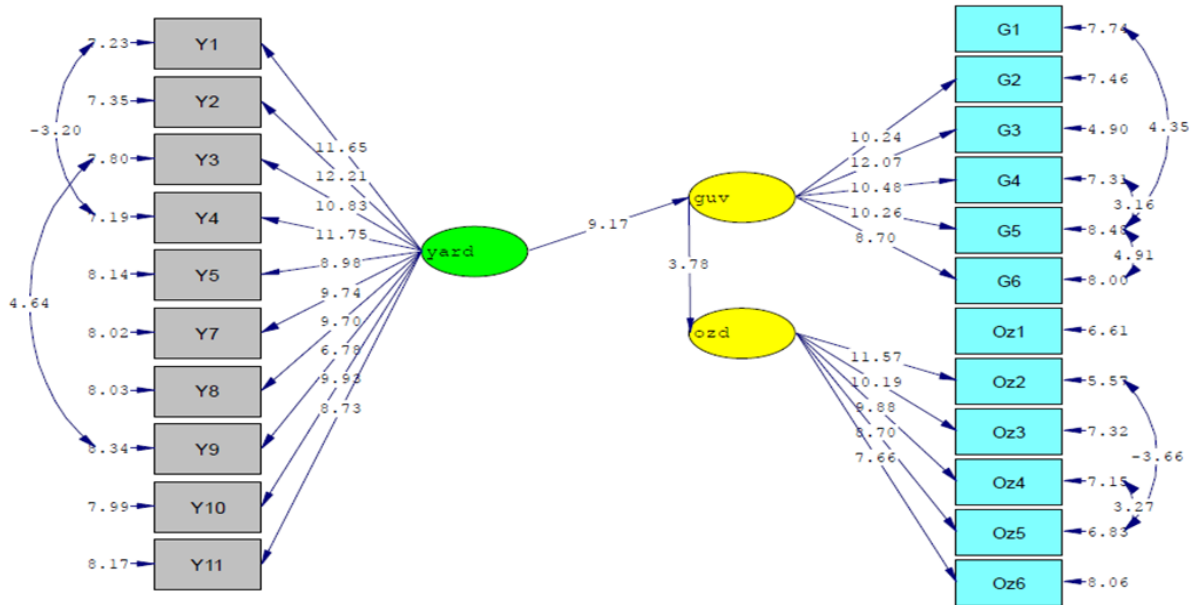 7.23 Y1
7.35 Y2
-3.20
7.80 Y3
7.19 Y4
8.14 Y5
4.64
8.02 Y7
8.03 Y8
8.34 Y9
7.99 Y10
8.17 Y11
11.65
12.21
10.83
11.75
8.98
9.74
9.70
6.78
9.93
8.73
yard
9.17
guv
3.78
ozd
10.24
12.07
10.48
10.26
8.70
11.57
10.19
9.88
8.70
7.66
G1 7.74
G2 7.46
G3 4.90
4.35
G4 7.31
3.16
G5 8.48
4.91
G6 8.00
Oz1 6.61
Oz2 5.57
Oz3 7.32
-3.66
Oz4 7.15
3.27
Oz5 6.83
Oz6 8.06